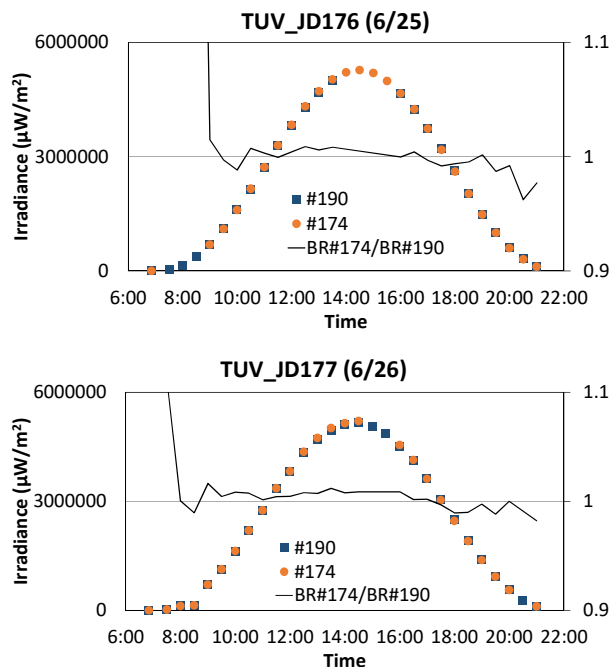 TUV_JD176 (6/25)
6000000
3000000
0
1.1
1
0.9
Irradiance (µW/m²)
#190
#174
BR#174/BR#190
6:00 8:00 10:00 12:00 14:00 16:00 18:00 20:00 22:00
Time
TUV_JD177 (6/26)
6000000
3000000
0
1.1
1
0.9
Irradiance (µW/m²)
#190
#174
BR#174/BR#190
6:00 8:00 10:00 12:00 14:00 16:00 18:00 20:00 22:00
Time